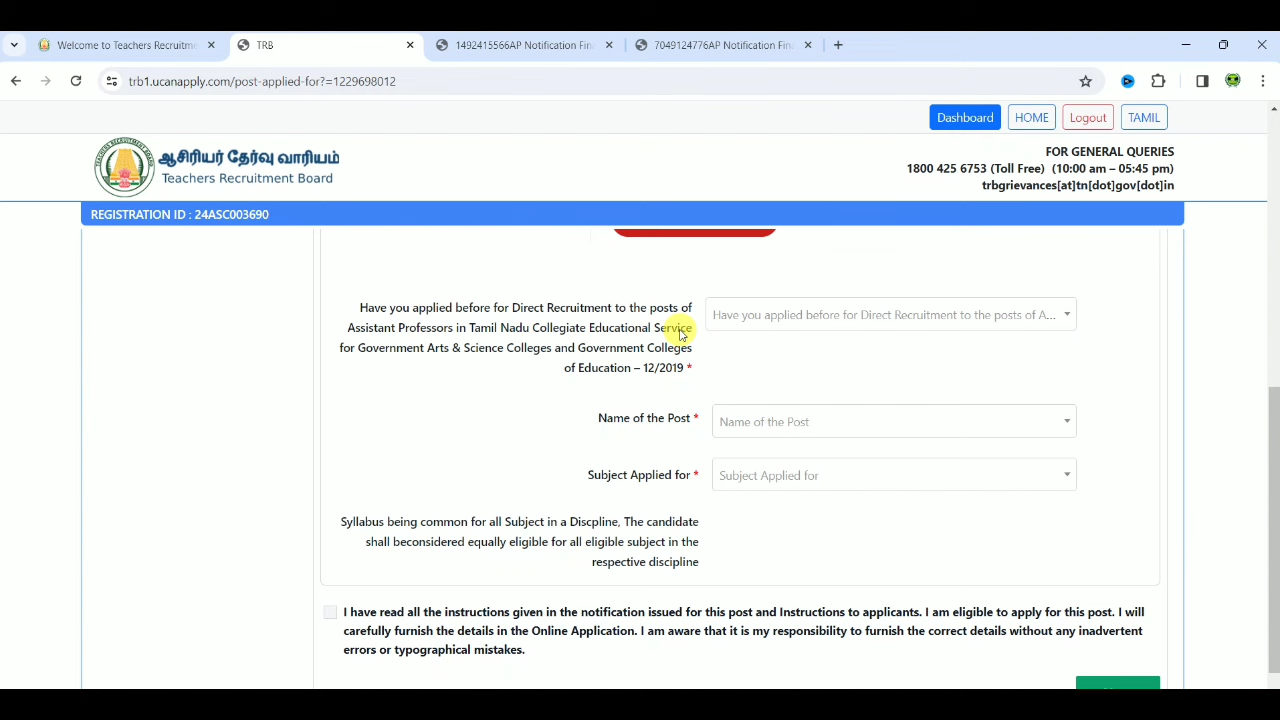 Welcome to Teachers Recruitm
TRB
1492415566AP Notification Fin
7049124776AP Notification Fin
trb1.ucanapply.com/post-applied-for?=1229698012
Dashboard
HOME
Logout
TAMIL
ஆசிரியர் தேர்வு வாரியம்
Teachers Recruitment Board
FOR GENERAL QUERIES
1800 425 6753 (Toll Free) (10:00 am – 05:45 pm)
trbgrievances[at]tn[dot]gov[dot]in
REGISTRATION ID : 24ASC003690
Have you applied before for Direct Recruitment to the posts of
Assistant Professors in Tamil Nadu Collegiate Educational Service
for Government Arts & Science Colleges and Government Colleges
of Education – 12/2019 *
Have you applied before for Direct Recruitment to the posts of A...
Name of the Post *
Name of the Post
Subject Applied for *
Subject Applied for
Syllabus being common for all Subject in a Discpline, The candidate
shall beconsidered equally eligible for all eligible subject in the
respective discipline
I have read all the instructions given in the notification issued for this post and Instructions to applicants. I am eligible to apply for this post. I will
carefully furnish the details in the Online Application. I am aware that it is my responsibility to furnish the correct details without any inadvertent
errors or typographical mistakes.